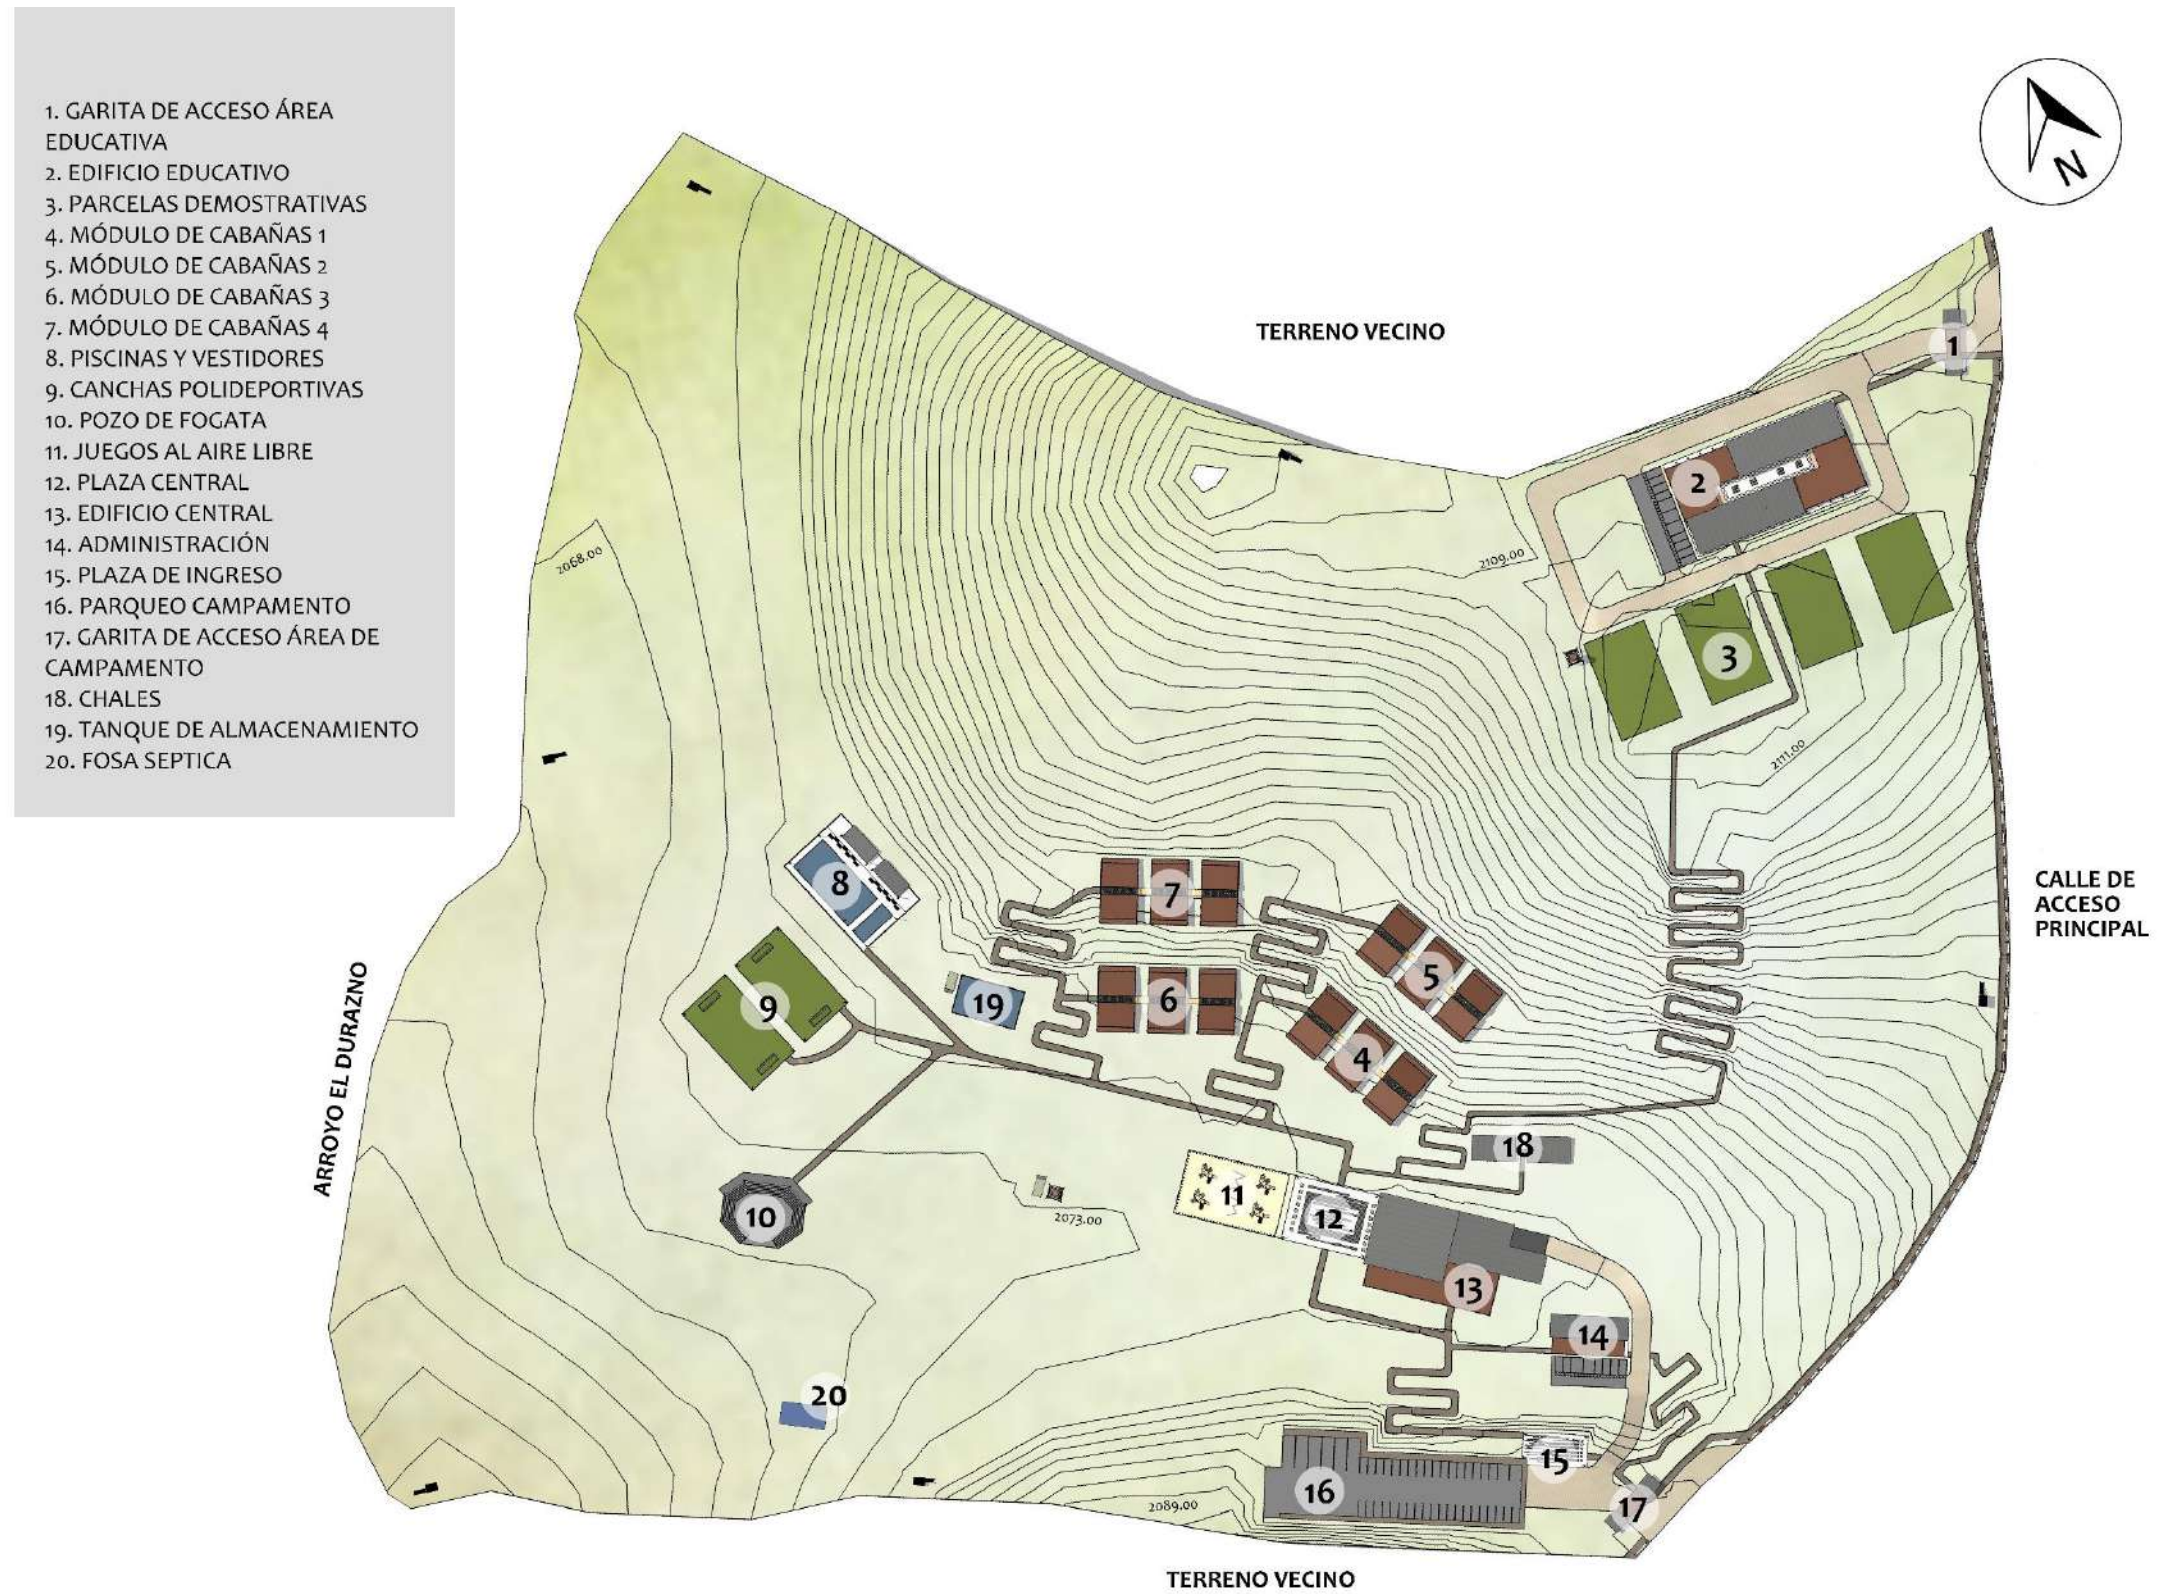 1. GARITA DE ACCESO ÁREA
EDUCATIVA
2. EDIFICIO EDUCATIVO
3. PARCELAS DEMOSTRATIVAS
4. MÓDULO DE CABAÑAS 1
5. MÓDULO DE CABAÑAS 2
6. MÓDULO DE CABAÑAS 3
7. MÓDULO DE CABAÑAS 4
8. PISCINAS Y VESTIDORES
9. CANCHAS POLIDEPORTIVAS
10. POZO DE FOGATA
11. JUEGOS AL AIRE LIBRE
12. PLAZA CENTRAL
13. EDIFICIO CENTRAL
14. ADMINISTRACIÓN
15. PLAZA DE INGRESO
16. PARQUEO CAMPAMENTO
17. GARITA DE ACCESO ÁREA DE
CAMPAMENTO
18. CHALES
19. TANQUE DE ALMACENAMIENTO
20. FOSA SEPTICA
N
TERRENO VECINO
1
2
2068.00
2109.00
3
2111.00
8
7
CALLE DE
ACCESO
PRINCIPAL
5
9
19
6
4
ARROYO EL DURAZNO
18
11
10
12
2073.00
13
14
20
15
16
17
2089.00
TERRENO VECINO